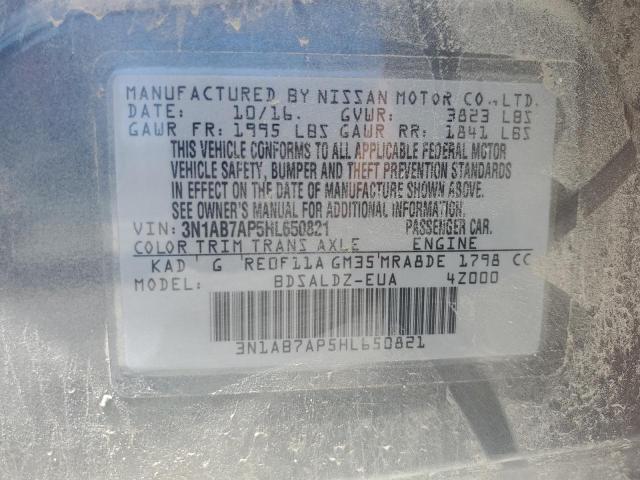 MANUFACTURED BY NISSAN MOTOR CO.,LTD.
DATE: 10/16. GVWR: 3823 LBS
GAWR FR: 1995 LBS GAWR RR: 1841 LBS
THIS VEHICLE CONFORMS TO ALL APPLICABLE FEDERAL MOTOR
VEHICLE SAFETY, BUMPER AND THEFT PREVENTION STANDARDS
IN EFFECT ON THE DATE OF MANUFACTURE SHOWN ABOVE.
SEE OWNER'S MANUAL FOR ADDITIONAL INFORMATION.
VIN: 3N1AB7AP5HL650821 PASSENGER CAR.
COLOR TRIM TRANS AXLE ENGINE
KAD G RE0F11A GM35 MRA8DE 1798 CC
MODEL: BDSALDZ-EUA 4Z000
3N1AB7AP5HL650821